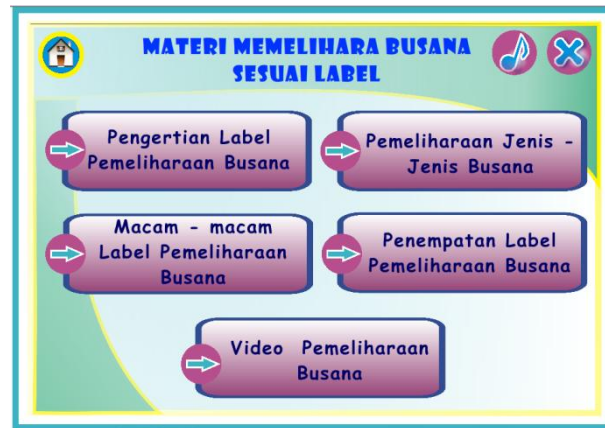 MATERI MEMELIHARA BUSANA
SESUAI LABEL
Pengertian Label
Pemeliharaan Busana
Pemeliharaan Jenis -
Jenis Busana
Macam - macam
Label Pemeliharaan
Busana
Penempatan Label
Pemeliharaan Busana
Video Pemeliharaan
Busana